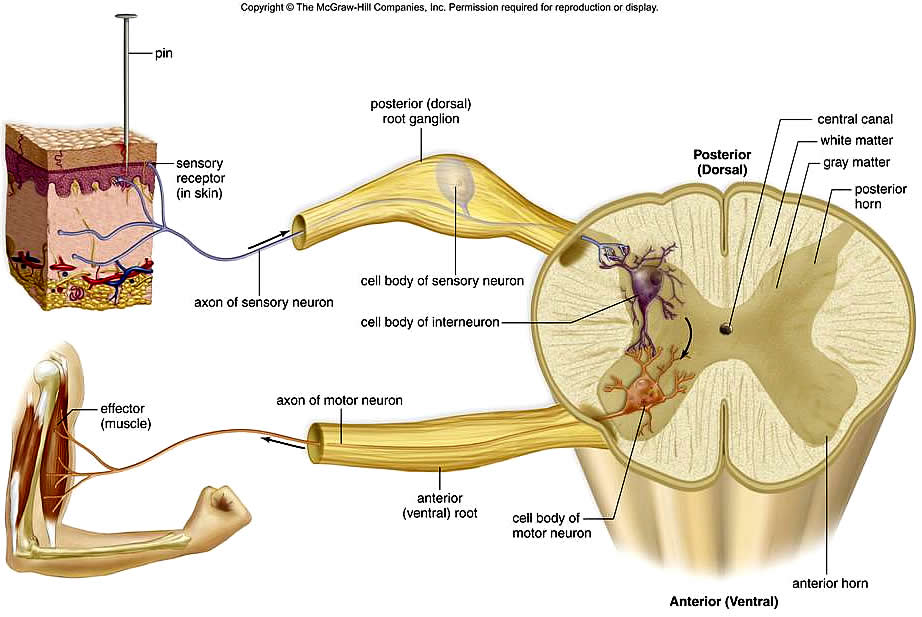 Copyright © The McGraw-Hill Companies, Inc. Permission required for reproduction or display.
pin
posterior (dorsal)
root ganglion
sensory
receptor
(in skin)
axon of sensory neuron
cell body of sensory neuron
cell body of interneuron
Posterior
(Dorsal)
central canal
white matter
gray matter
posterior
horn
effector
(muscle)
axon of motor neuron
anterior
(ventral) root
cell body of
motor neuron
anterior horn
Anterior (Ventral)